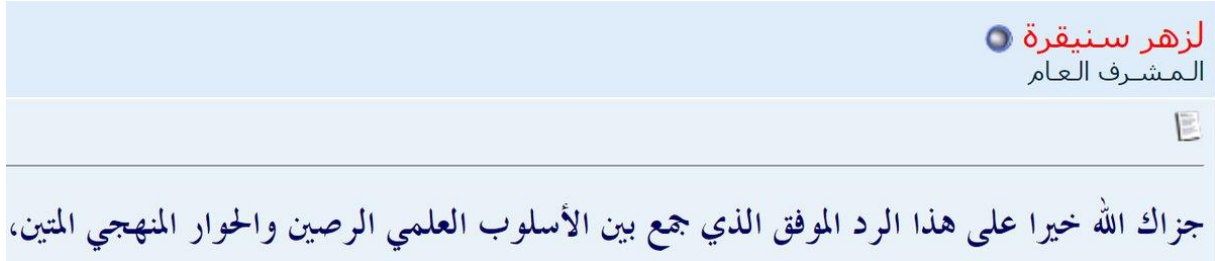 لزهر سنيقرة
المشرف العام
جزاك الله خيرا على هذا الرد الموفق الذي جمع بين الأسلوب العلمي الرصين والحوار المنهجي المتين،